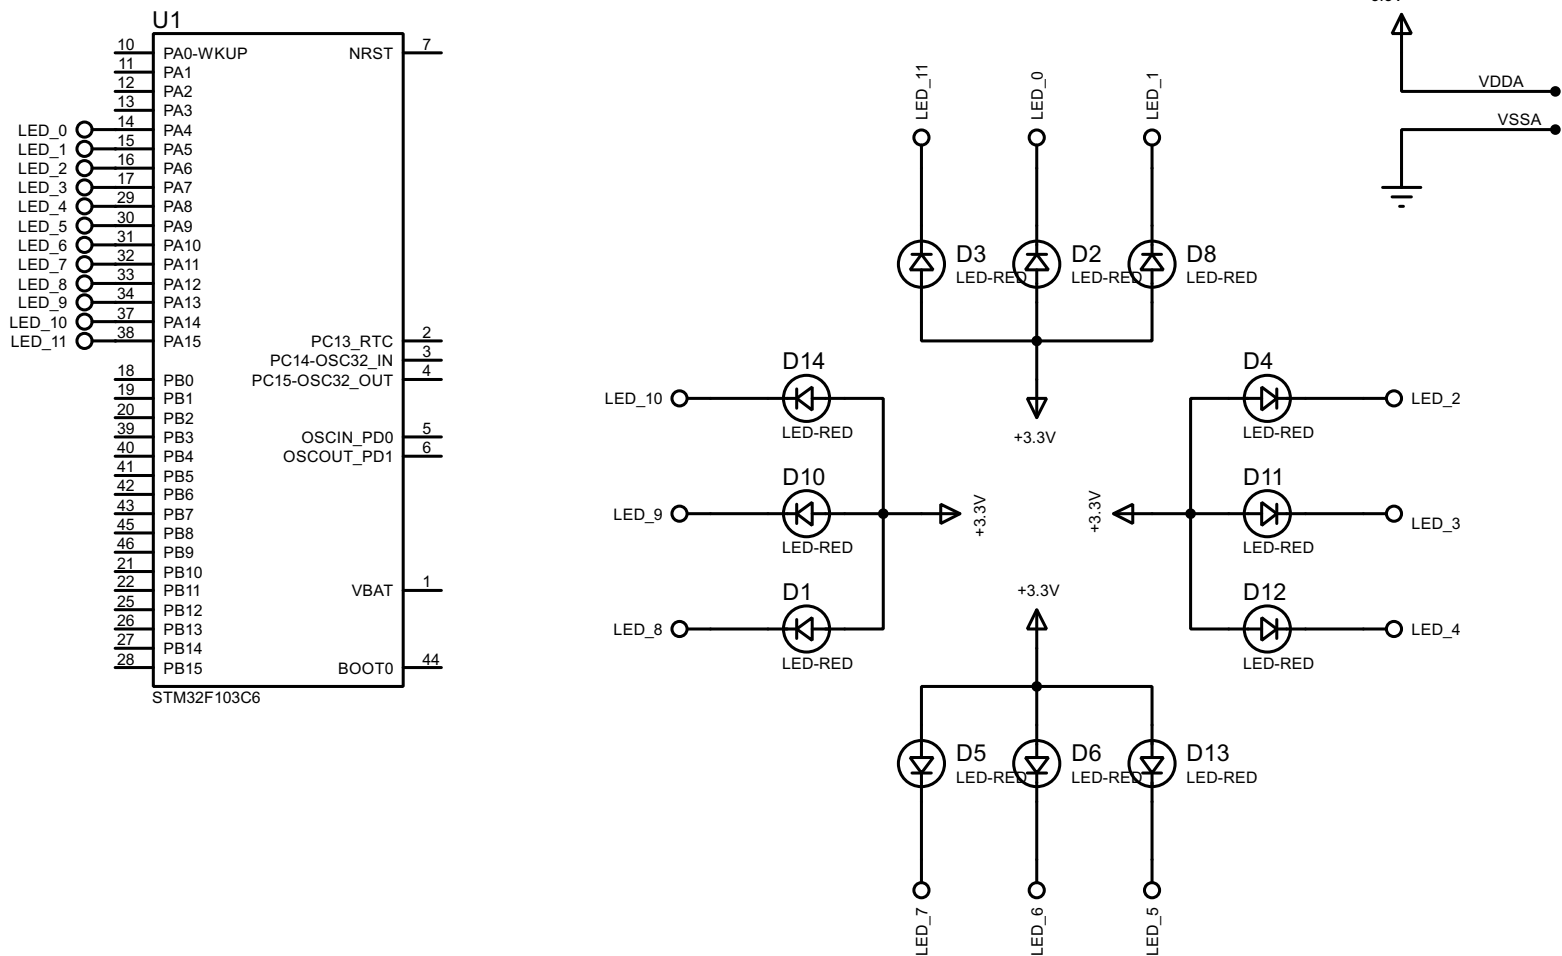 U1
10 PA0-WKUP NRST 7
11 PA1
12 PA2
13 PA3
LED_0 14 PA4
LED_1 15 PA5
LED_2 16 PA6
LED_3 17 PA7
LED_4 29 PA8
LED_5 30 PA9
LED_6 31 PA10
LED_7 32 PA11
LED_8 33 PA12
LED_9 34 PA13
LED_10 37 PA14
LED_11 38 PA15
PC13_RTC 2
PC14-OSC32_IN 3
18 PB0 PC15-OSC32_OUT 4
19 PB1
20 PB2
39 PB3 OSCIN_PD0 5
40 PB4 OSCOUT_PD1 6
41 PB5
42 PB6
43 PB7
45 PB8
46 PB9
21 PB10
22 PB11 VBAT 1
25 PB12
26 PB13
27 PB14
28 PB15 BOOT0 44
STM32F103C6
LED_11
LED_0
LED_1
D3
LED-RED
D2
LED-RED
D8
LED-RED
+3.3V
VDDA
VSSA
D14
LED_10
LED-RED
D10
LED_9
LED-RED
D1
LED_8
LED-RED
+3.3V
+3.3V
D4
LED_2
LED-RED
D11
LED_3
LED-RED
D12
LED_4
LED-RED
+3.3V
D5
LED-RED
D6
LED-RED
D13
LED-RED
LED_7
LED_6
LED_5